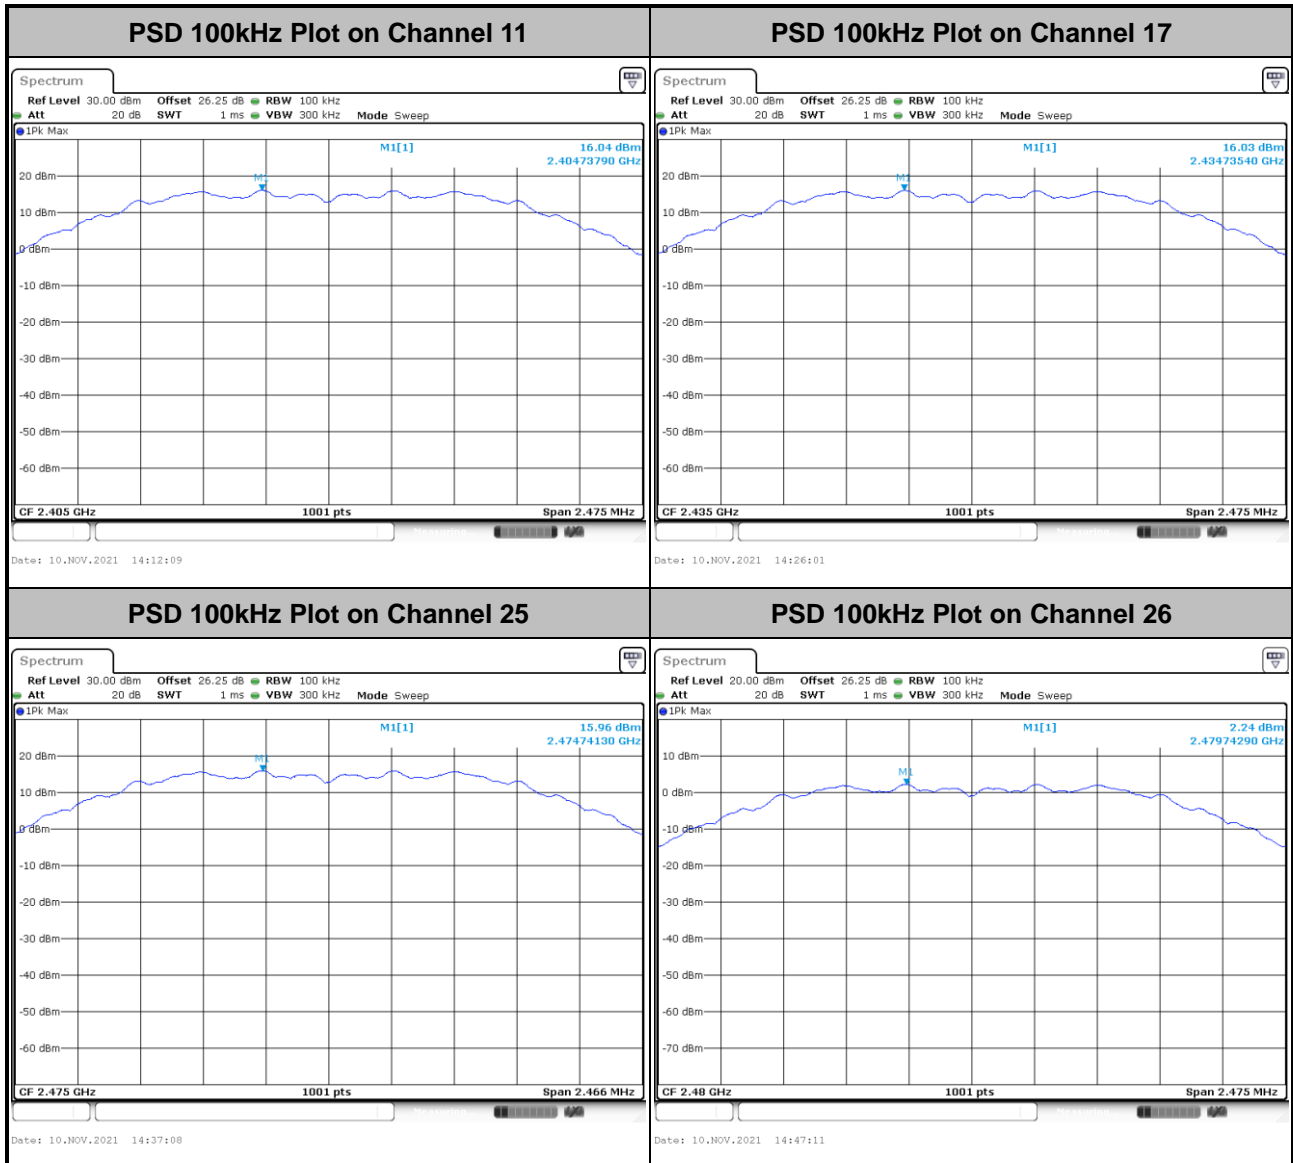 PSD 100kHz Plot on Channel 11
Spectrum
Ref Level 30.00 dBm Offset 26.25 dB RBW 100 kHz
Att 20 dB SWT 1 ms VBW 300 kHz Mode Sweep
1Pk Max
M1[1] 16.04 dBm
2.40473790 GHz
M1
20 dBm
10 dBm
0 dBm
-10 dBm
-20 dBm
-30 dBm
-40 dBm
-50 dBm
-60 dBm
CF 2.405 GHz 1001 pts Span 2.475 MHz
Measuring...
Date: 10.NOV.2021 14:12:09
PSD 100kHz Plot on Channel 17
Spectrum
Ref Level 30.00 dBm Offset 26.25 dB RBW 100 kHz
Att 20 dB SWT 1 ms VBW 300 kHz Mode Sweep
1Pk Max
M1[1] 16.03 dBm
2.43473540 GHz
M1
20 dBm
10 dBm
0 dBm
-10 dBm
-20 dBm
-30 dBm
-40 dBm
-50 dBm
-60 dBm
CF 2.435 GHz 1001 pts Span 2.475 MHz
Measuring...
Date: 10.NOV.2021 14:26:01
PSD 100kHz Plot on Channel 25
Spectrum
Ref Level 30.00 dBm Offset 26.25 dB RBW 100 kHz
Att 20 dB SWT 1 ms VBW 300 kHz Mode Sweep
1Pk Max
M1[1] 15.96 dBm
2.47474130 GHz
M1
20 dBm
10 dBm
0 dBm
-10 dBm
-20 dBm
-30 dBm
-40 dBm
-50 dBm
-60 dBm
CF 2.475 GHz 1001 pts Span 2.466 MHz
Measuring...
Date: 10.NOV.2021 14:37:08
PSD 100kHz Plot on Channel 26
Spectrum
Ref Level 20.00 dBm Offset 26.25 dB RBW 100 kHz
Att 20 dB SWT 1 ms VBW 300 kHz Mode Sweep
1Pk Max
M1[1] 2.24 dBm
2.47974290 GHz
M1
10 dBm
0 dBm
-10 dBm
-20 dBm
-30 dBm
-40 dBm
-50 dBm
-60 dBm
-70 dBm
CF 2.48 GHz 1001 pts Span 2.475 MHz
Measuring...
Date: 10.NOV.2021 14:47:11